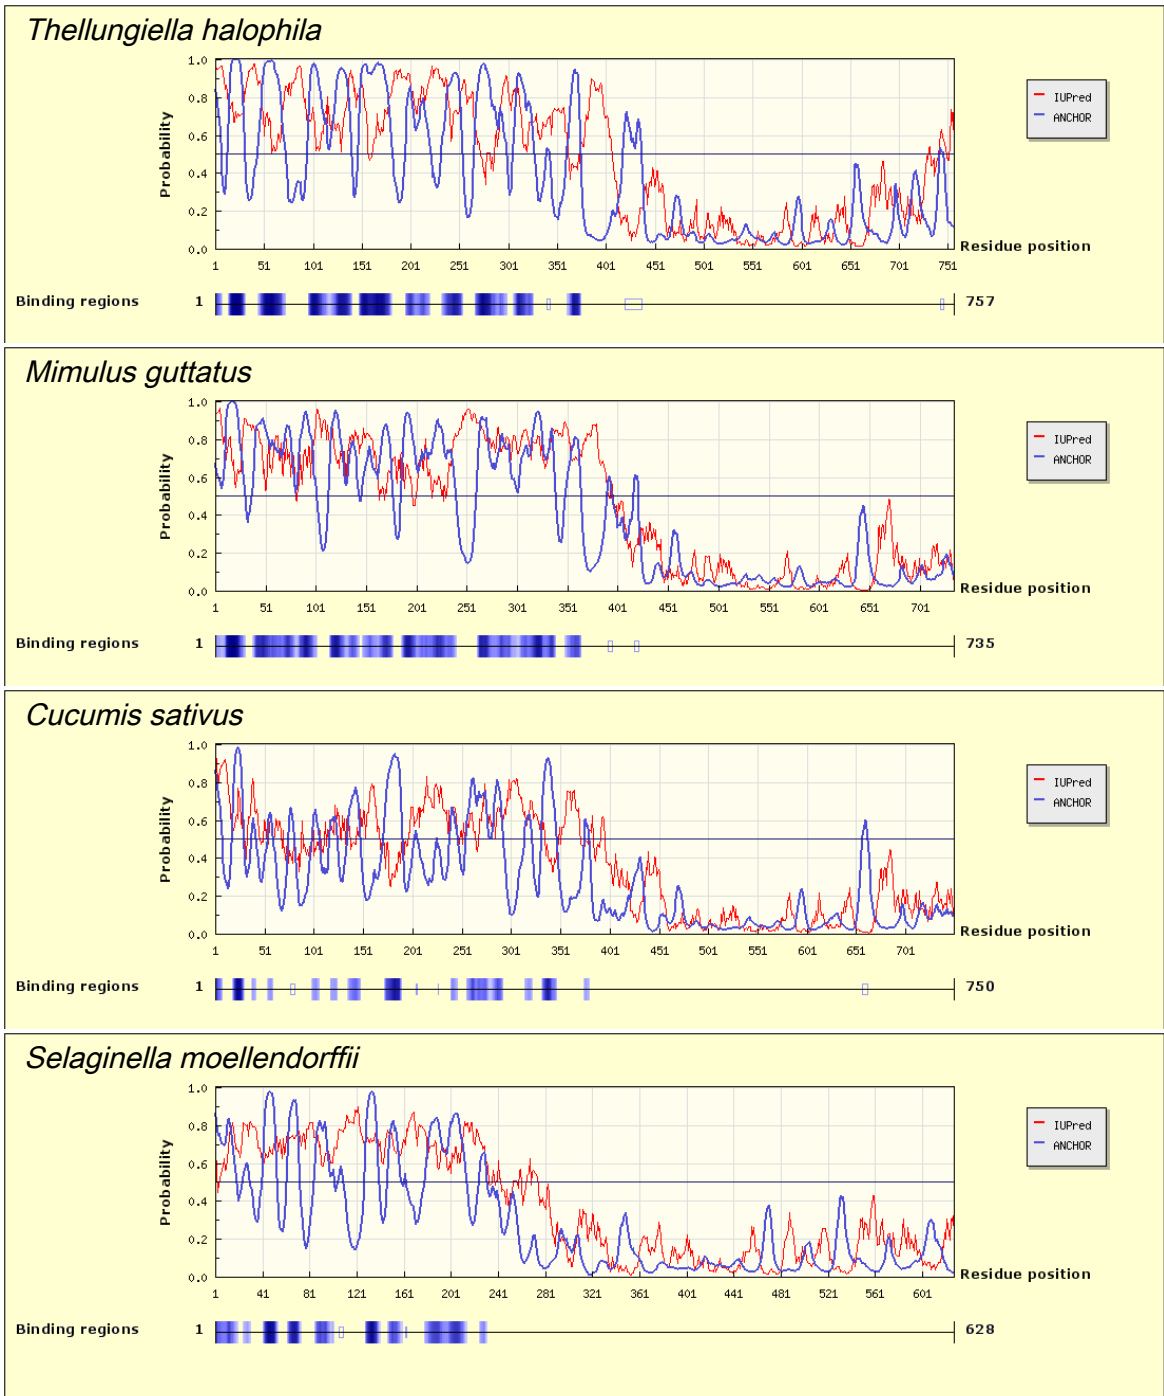 Thellungiella halophila
1.0
0.8
0.6
0.4
0.2
0.0
Probability
IUPred
ANCHOR
1 51 101 151 201 251 301 351 401 451 501 551 601 651 701 751
Residue position
Binding regions 1 757
Mimulus guttatus
1.0
0.8
0.6
0.4
0.2
0.0
Probability
IUPred
ANCHOR
1 51 101 151 201 251 301 351 401 451 501 551 601 651 701
Residue position
Binding regions 1 735
Cucumis sativus
1.0
0.8
0.6
0.4
0.2
0.0
Probability
IUPred
ANCHOR
1 51 101 151 201 251 301 351 401 451 501 551 601 651 701
Residue position
Binding regions 1 750
Selaginella moellendorffii
1.0
0.8
0.6
0.4
0.2
0.0
Probability
IUPred
ANCHOR
1 41 81 121 161 201 241 281 321 361 401 441 481 521 561 601
Residue position
Binding regions 1 628